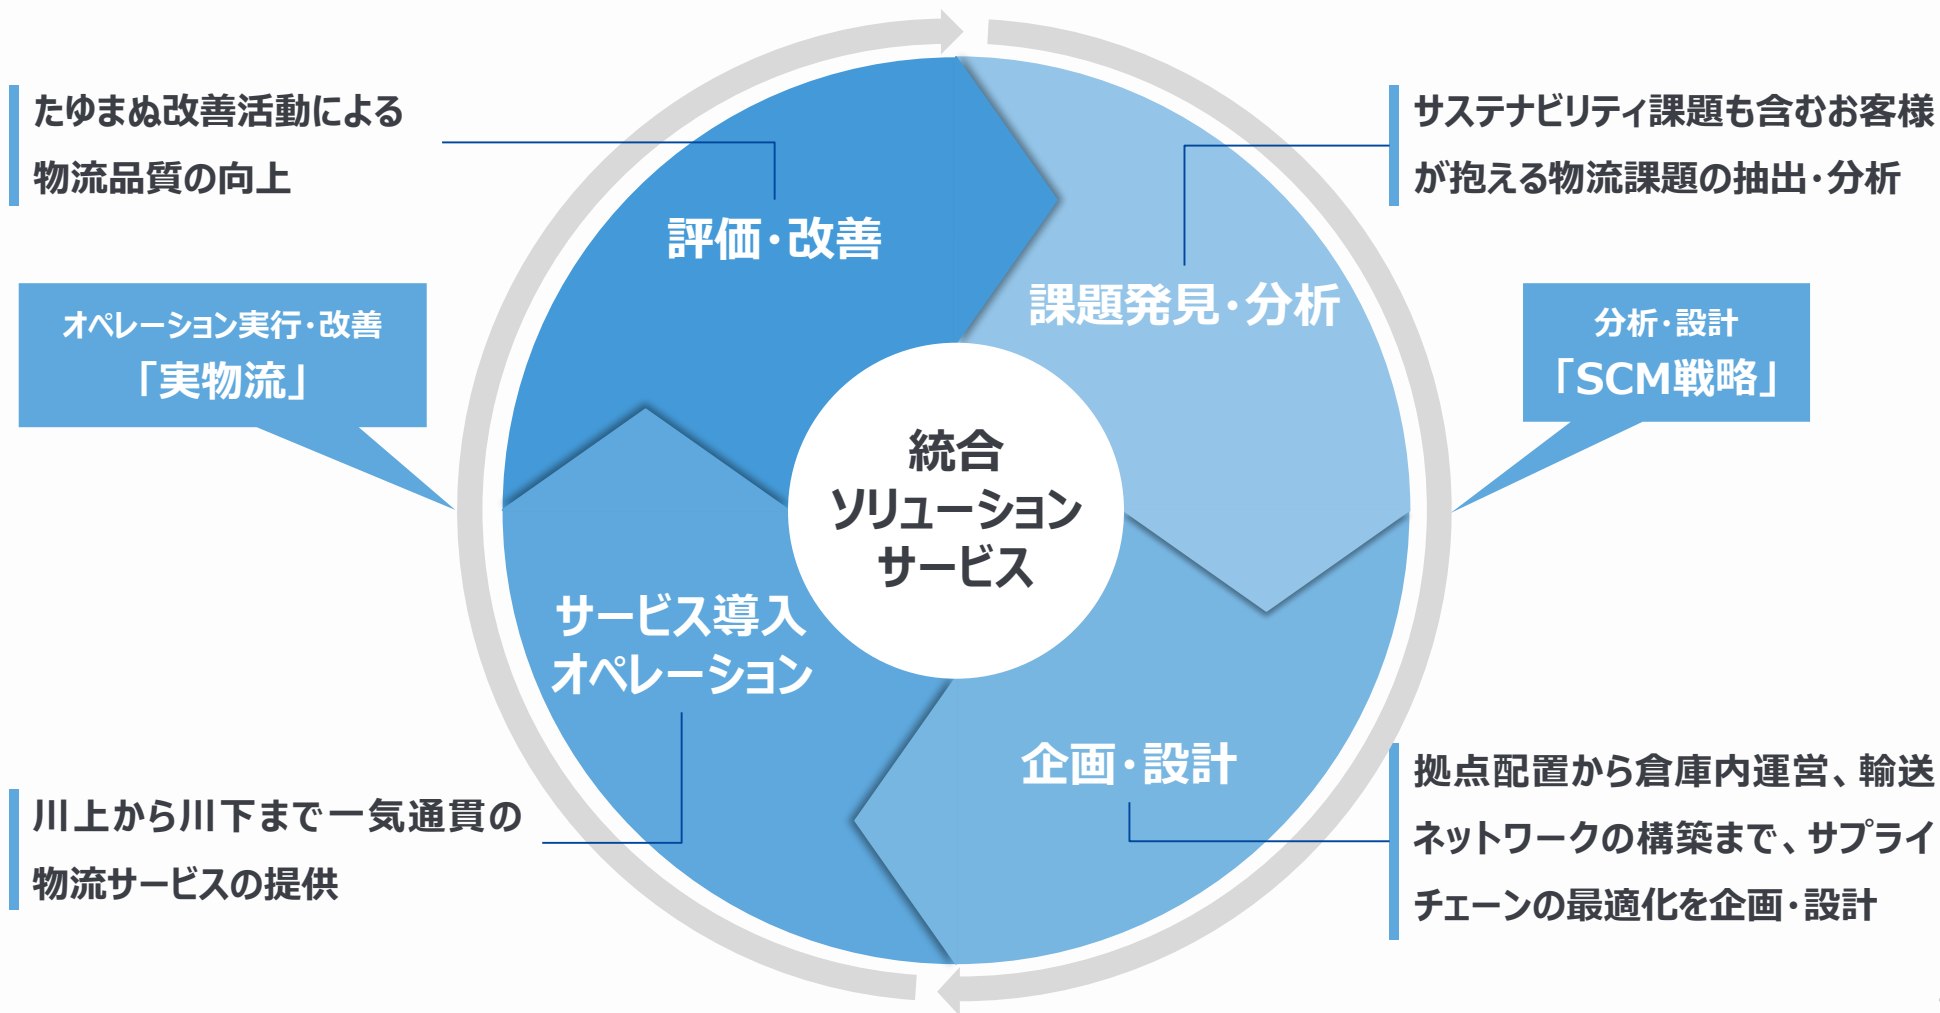 たゆまぬ改善活動による
物流品質の向上
サステナビリティ課題も含むお客様
が抱える物流課題の抽出・分析
評価・改善
課題発見・分析
オペレーション実行・改善
「実物流」
分析・設計
「SCM戦略」
統合
ソリューション
サービス
サービス導入
オペレーション
企画・設計
川上から川下まで一気通貫の
物流サービスの提供
拠点配置から倉庫内運営、輸送
ネットワークの構築まで、サプライ
チェーンの最適化を企画・設計